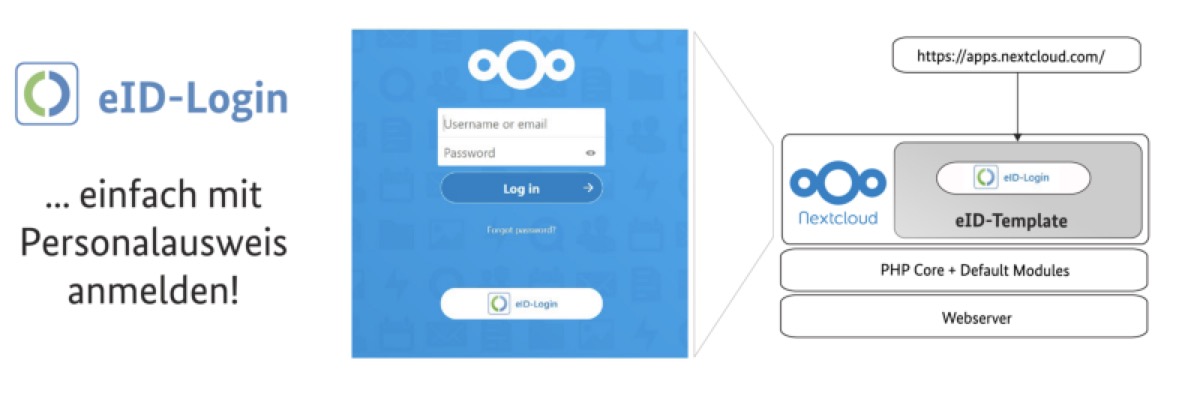 eID-Login
... einfach mit
Personalausweis
anmelden!
Username or email
Password
Log in
Forgot password?
eID-Login
https://apps.nextcloud.com/
Nextcloud
eID-Login
eID-Template
PHP Core + Default Modules
Webserver